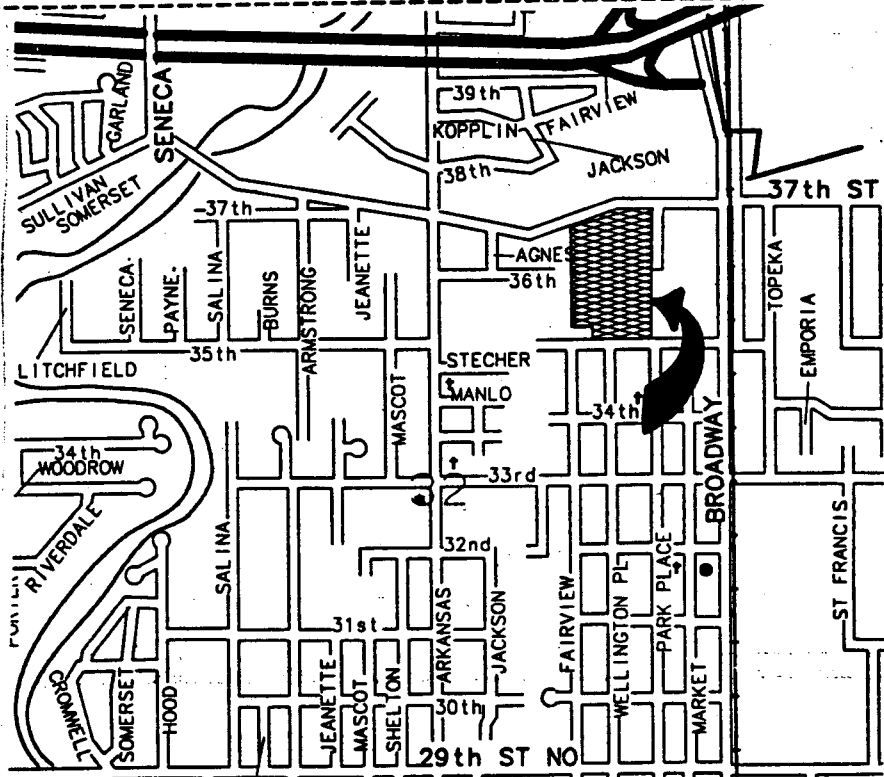 GARLAND
SENECA
39th
KOPPLIN
FAIRVIEW
JACKSON
38th
SULLIVAN
SOMERSET
37th
37th ST
AGNES
36th
SENECA
PAYNE
SALINA
BURNS
ARMSTRONG
JEANETTE
TOPEKA
EMPORIA
35th
LITCHFIELD
STECHER
MANLO
MASCOT
34th
BROADWAY
34th
WOODROW
33rd
RIVERDALE
SALINA
32nd
ST FRANCIS
PARK PLACE
WELLINGTON PL
FAIRVIEW
JACKSON
ARKANSAS
31st
CROMWELL
SOMERSET
HOOD
JEANETTE
MASCOT
SHELTON
30th
MARKET
29th ST NO